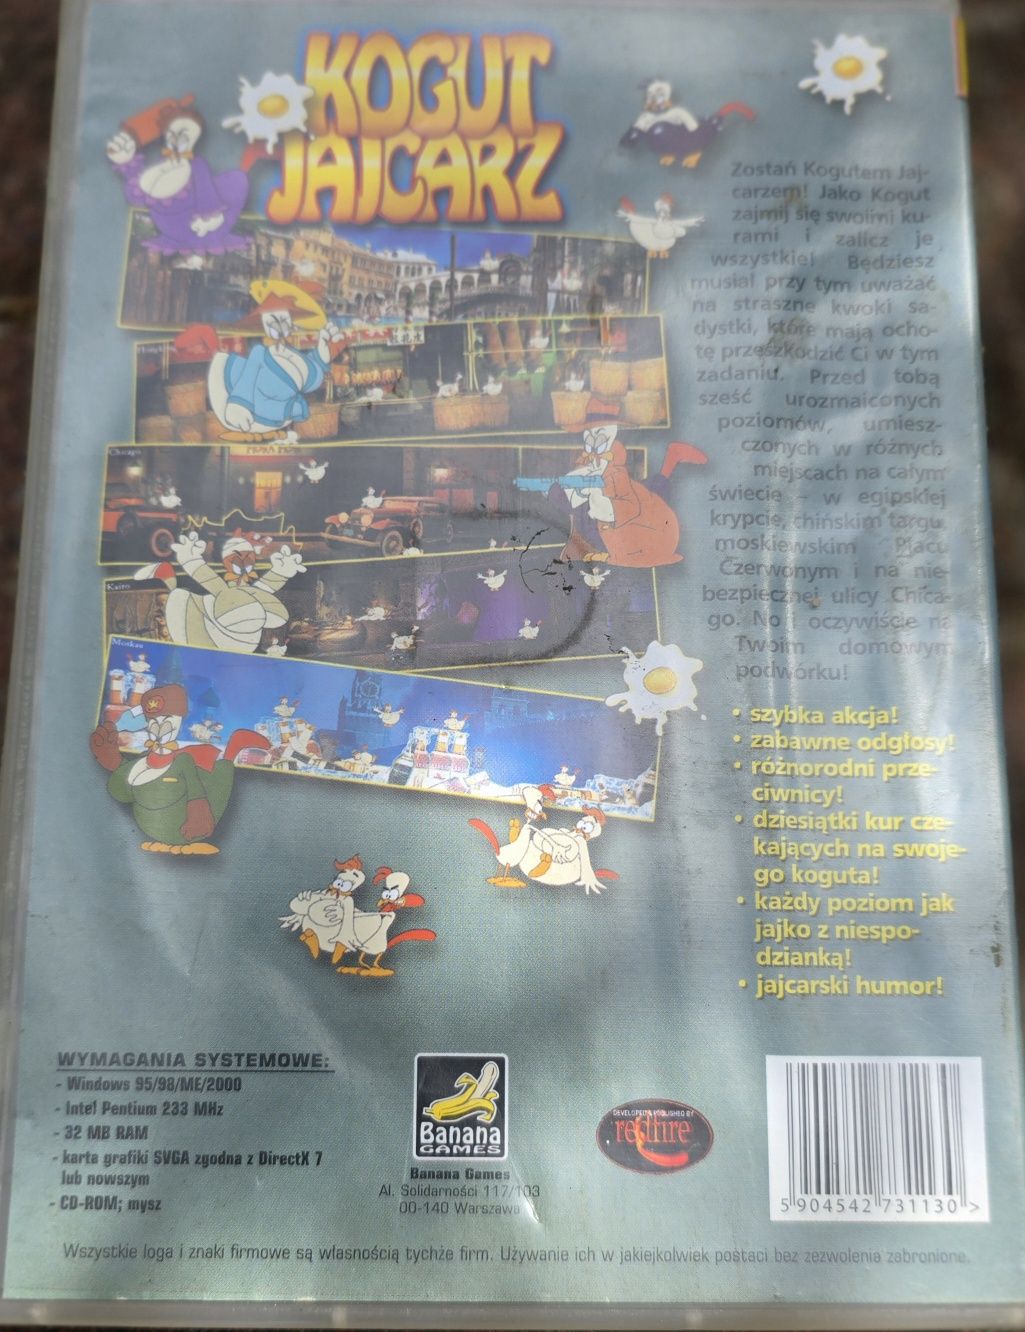 KOGUT
JAJCARZ
Zostań Kogutem Jaj-
carzem! Jako Kogut
zajmij się swoimi ku-
rami i zalicz je
wszystkie! Będziesz
musiał przy tym uważać
na straszne kwoki sa-
dystki, które mają ocho-
tę przeszkodzić Ci w tym
zadaniu. Przed tobą
sześć urozmaiconych
poziomów, umiesz-
czonych w różnych
miejscach na całym
świecie - w egipskiej
krypcie, chińskim targu,
moskiewskim Placu
Czerwonym i na nie-
bezpiecznej ulicy Chica-
go. No i oczywiście na
Twoim domowym
podwórku!
Chicago
Kairo
Moskau
• szybka akcja!
• zabawne odgłosy!
• różnorodni prze-
ciwnicy!
• dziesiątki kur cze-
kających na swoje-
go koguta!
• każdy poziom jak
jajko z niespo-
dzianką!
• jajcarski humor!
WYMAGANIA SYSTEMOWE:
- Windows 95/98/ME/2000
- Intel Pentium 233 MHz
- 32 MB RAM
- karta grafiki SVGA zgodna z DirectX 7
lub nowszym
- CD-ROM; mysz
Banana
GAMES
Banana Games
Al. Solidarności 117/103
00-140 Warszawa
DEVELOPED & PUBLISHED BY
redfire
5 904542 731130 >
Wszystkie loga i znaki firmowe są własnością tychże firm. Używanie ich w jakiejkolwiek postaci bez zezwolenia zabronione.